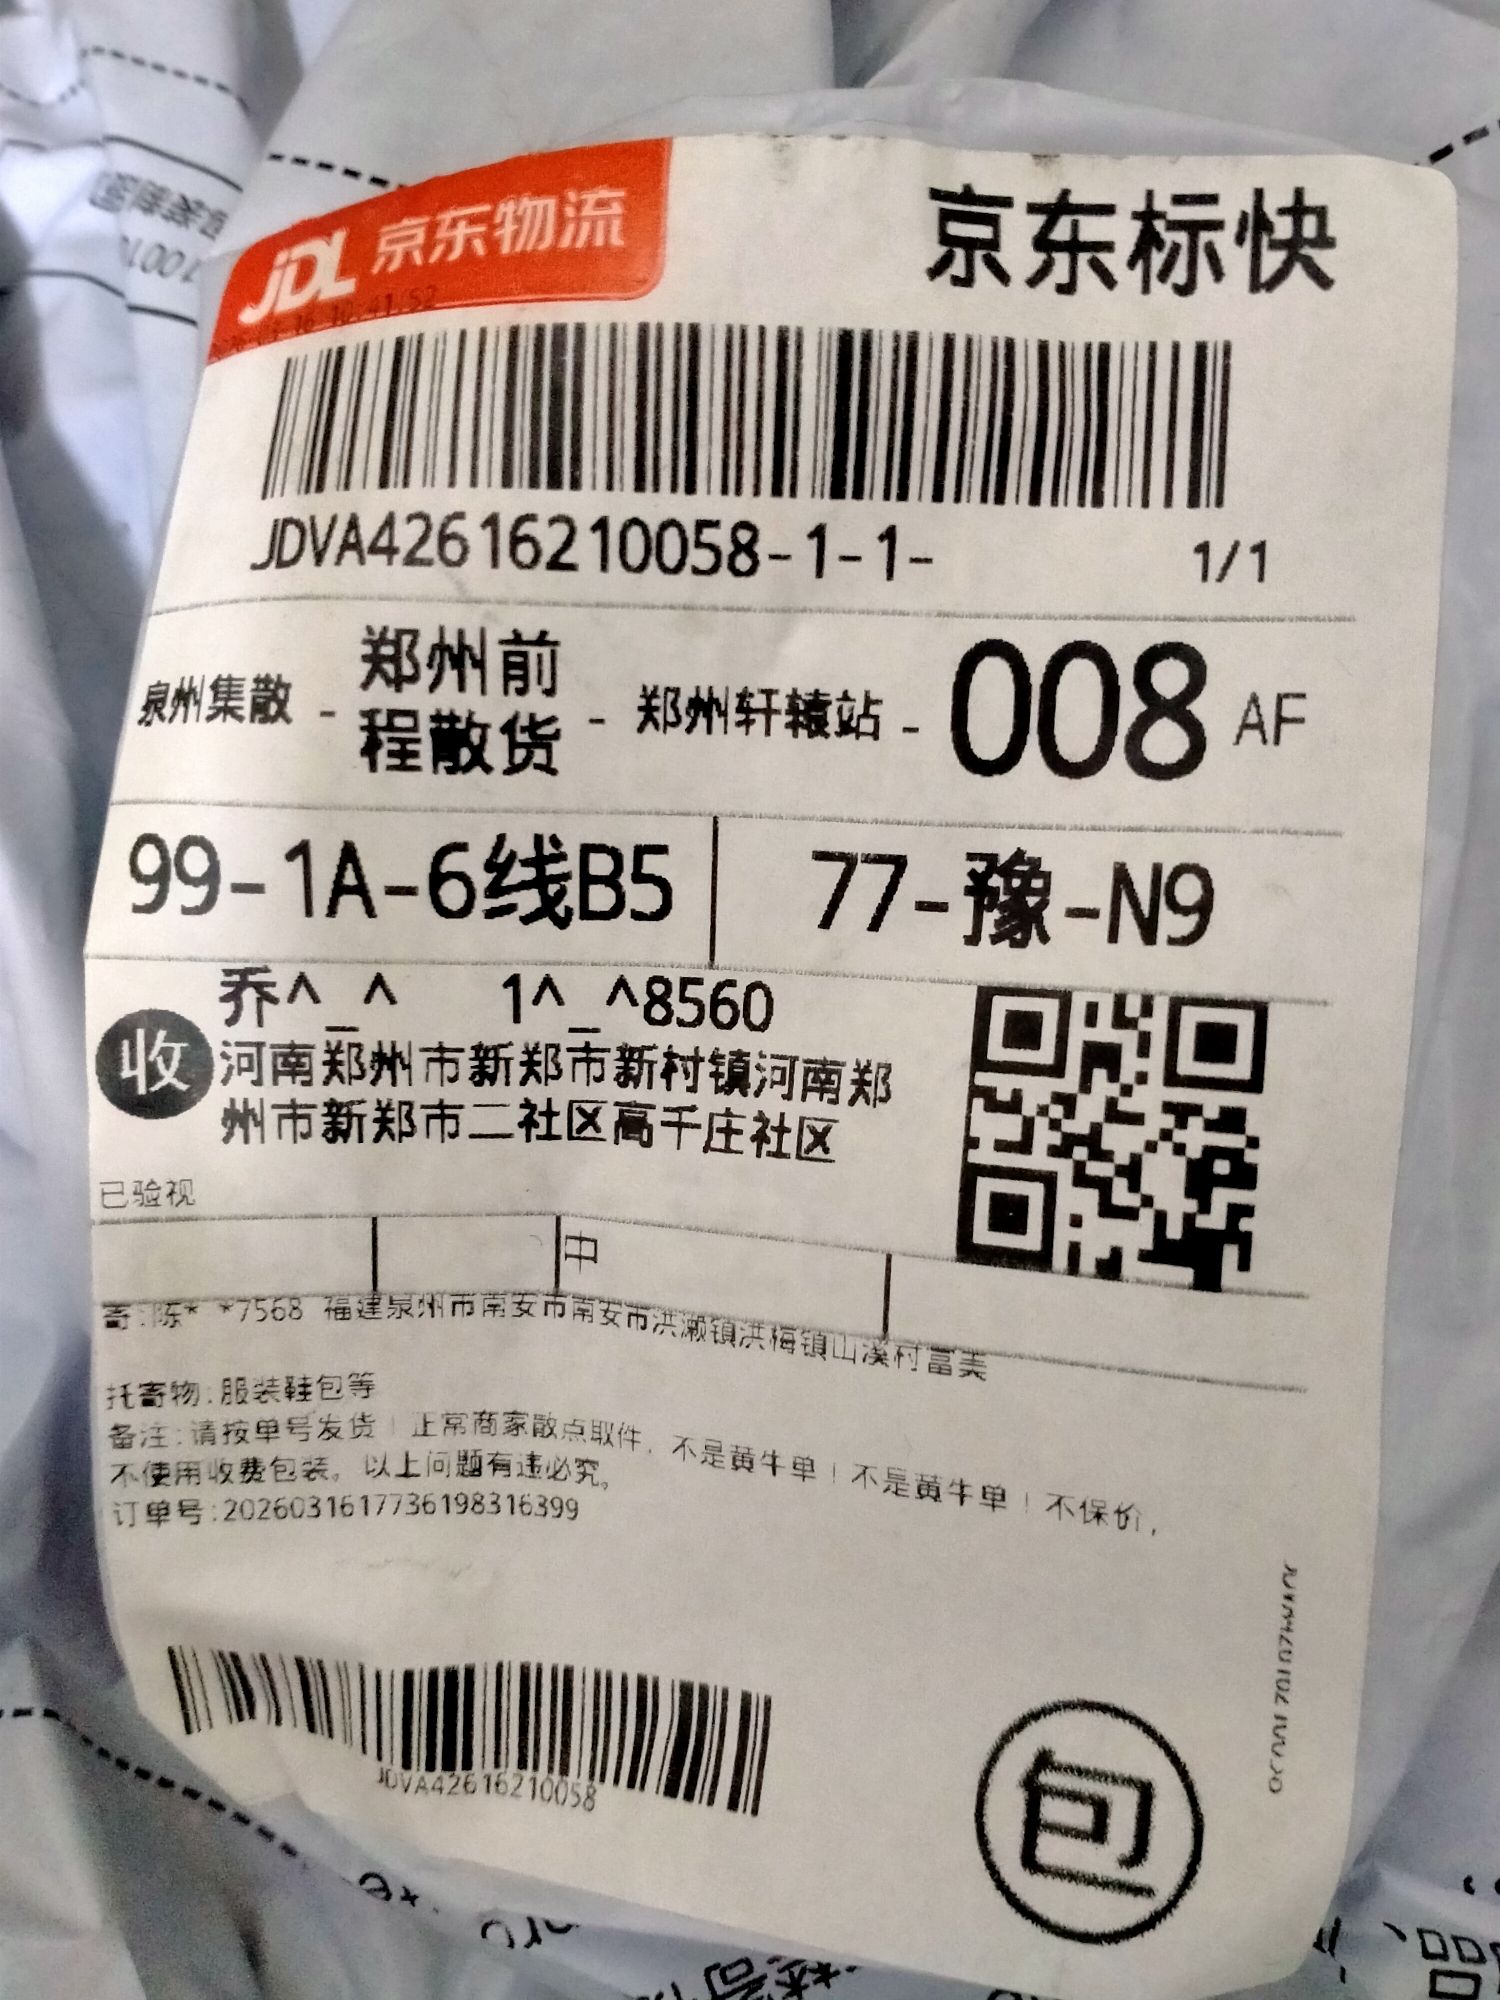 JDL 京东物流
京东标快
JDVA42616210058-1-1-
1/1
泉州集散 - 郑州前程散货 - 郑州轩辕站 - 008 AF
99-1A-6线B5
77-豫-N9
收
乔^_^ 1^_^8560
河南郑州市新郑市新村镇河南郑
州市新郑市二社区高千庄社区
已验视
中
寄:陈* *7568 福建泉州市南安市南安市洪濑镇洪梅镇山溪村富美
托寄物:服装鞋包等
备注:请按单号发货!正常商家散点取件,不是黄牛单!不是黄牛单!不保价,
不使用收费包装。以上问题有违必究。
订单号:20260316177361983​16399
JDVA42616210058
包